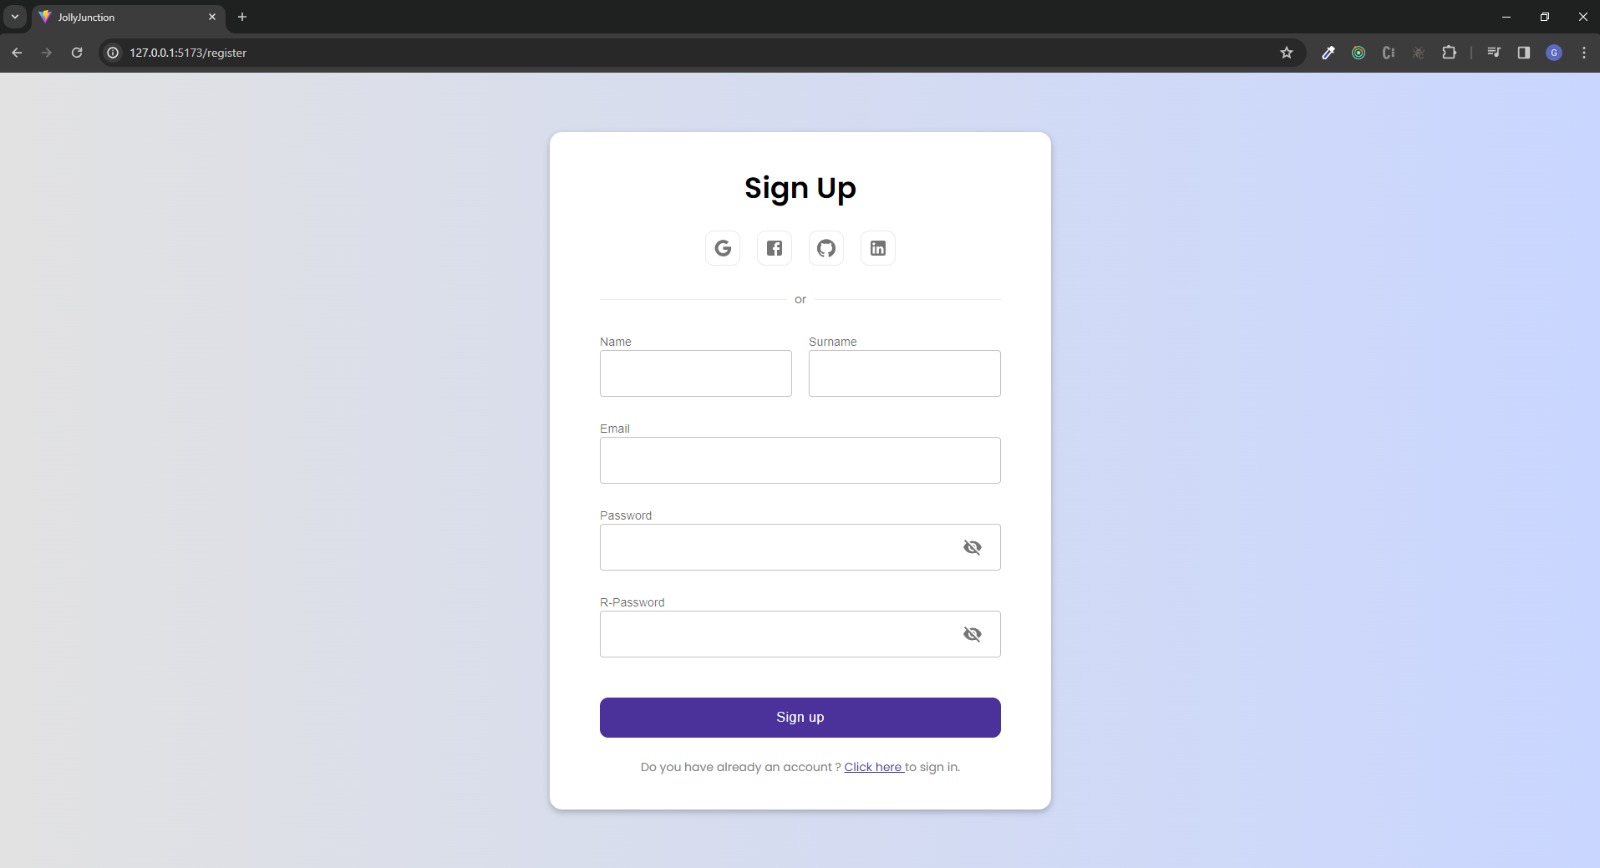 JollyJunction
127.0.0.1:5173/register
G
Sign Up
or
Name Surname
Email
Password
R-Password
Sign up
Do you have already an account ? Click here to sign in.